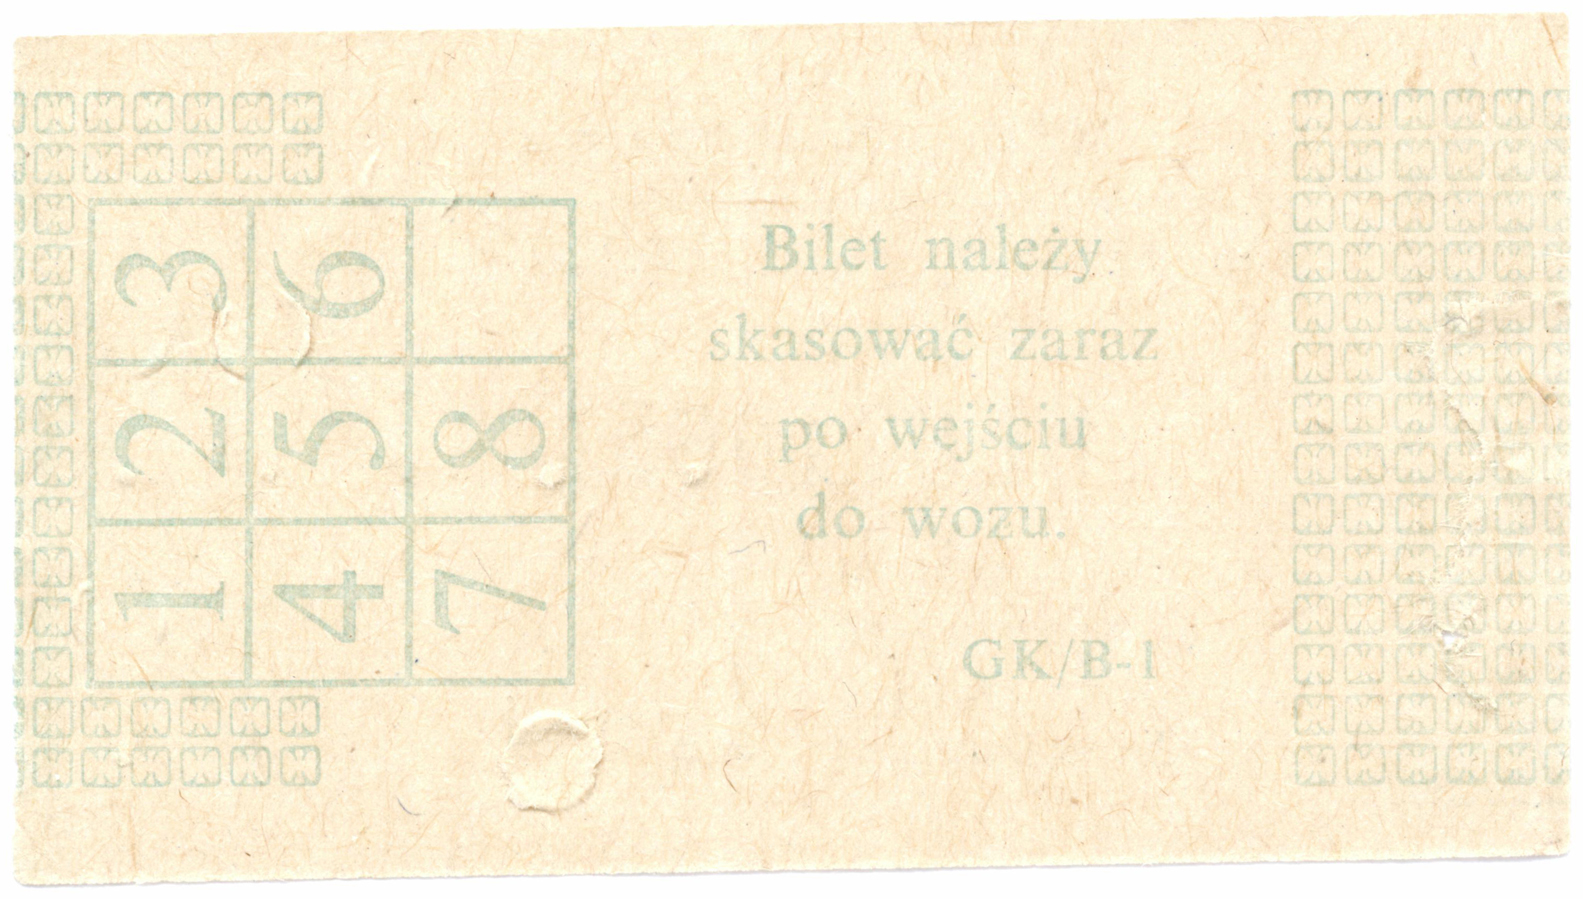 3 6
2 5 8
1 4 7
Bilet należy
skasować zaraz
po wejściu
do wozu.
GK/B-1